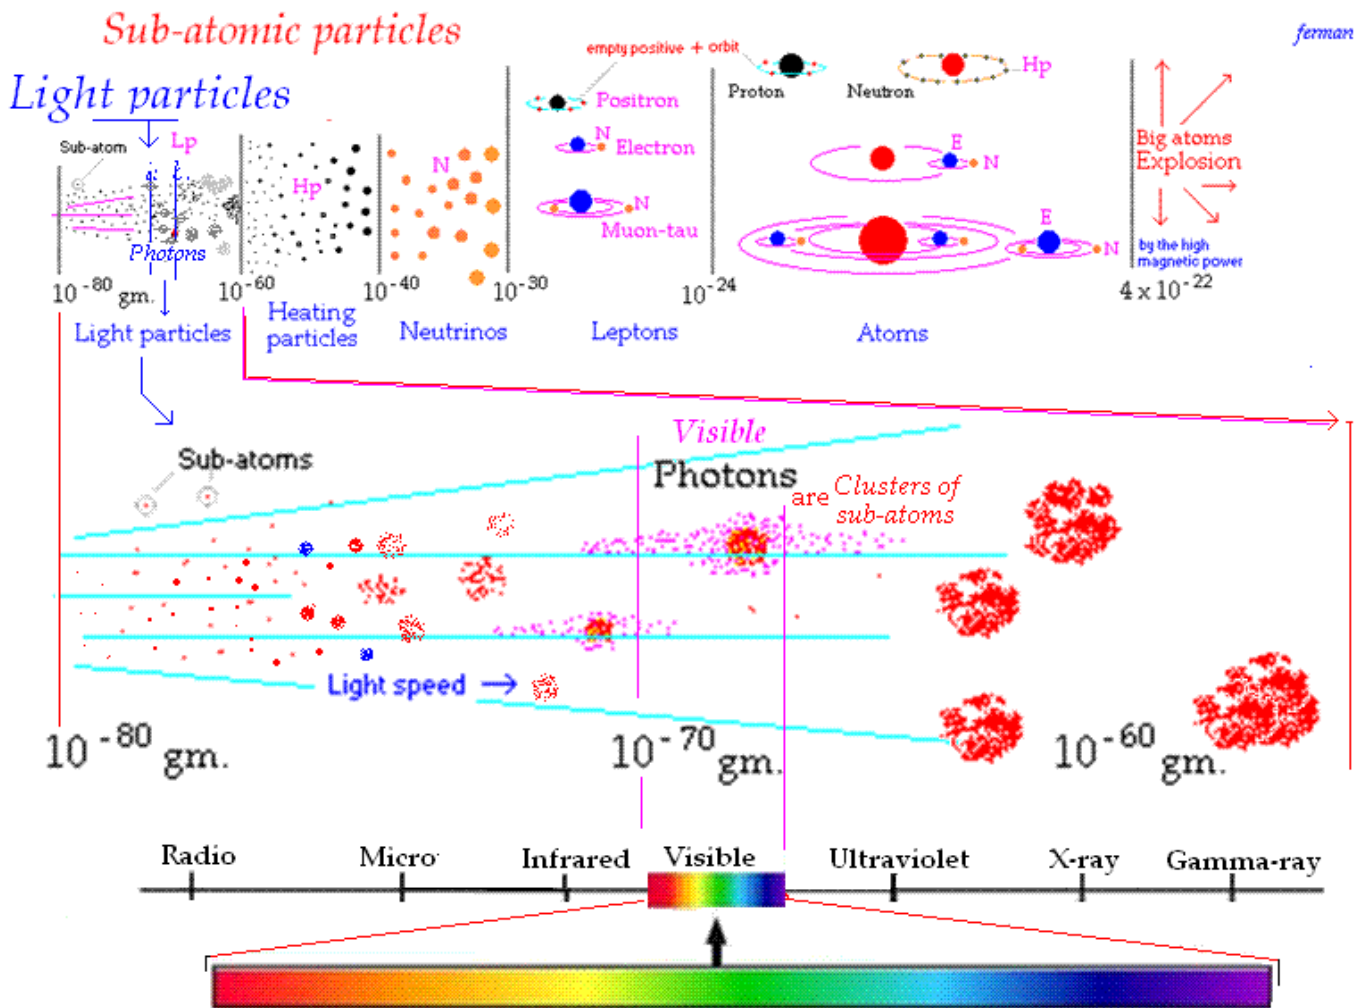 Sub-atomic particles
ferman
empty positive + orbit
Light particles
Proton
Neutron
Hp
Positron
Sub-atom
Lp
N
Electron
E
N
Big atoms
Explosion
Hp
N
N
Muon-tau
E
N
Photons
by the high
magnetic power
10 -80 gm.
10 -60
10 -40
10 -30
10 -24
4 x 10 -22
Light particles
Heating
particles
Neutrinos
Leptons
Atoms
Visible
Sub-atoms
Photons
are Clusters of
sub-atoms
Light speed
10 - 80 gm.
10 - 70 gm.
10 - 60 gm.
Radio
Micro
Infrared
Visible
Ultraviolet
X-ray
Gamma-ray